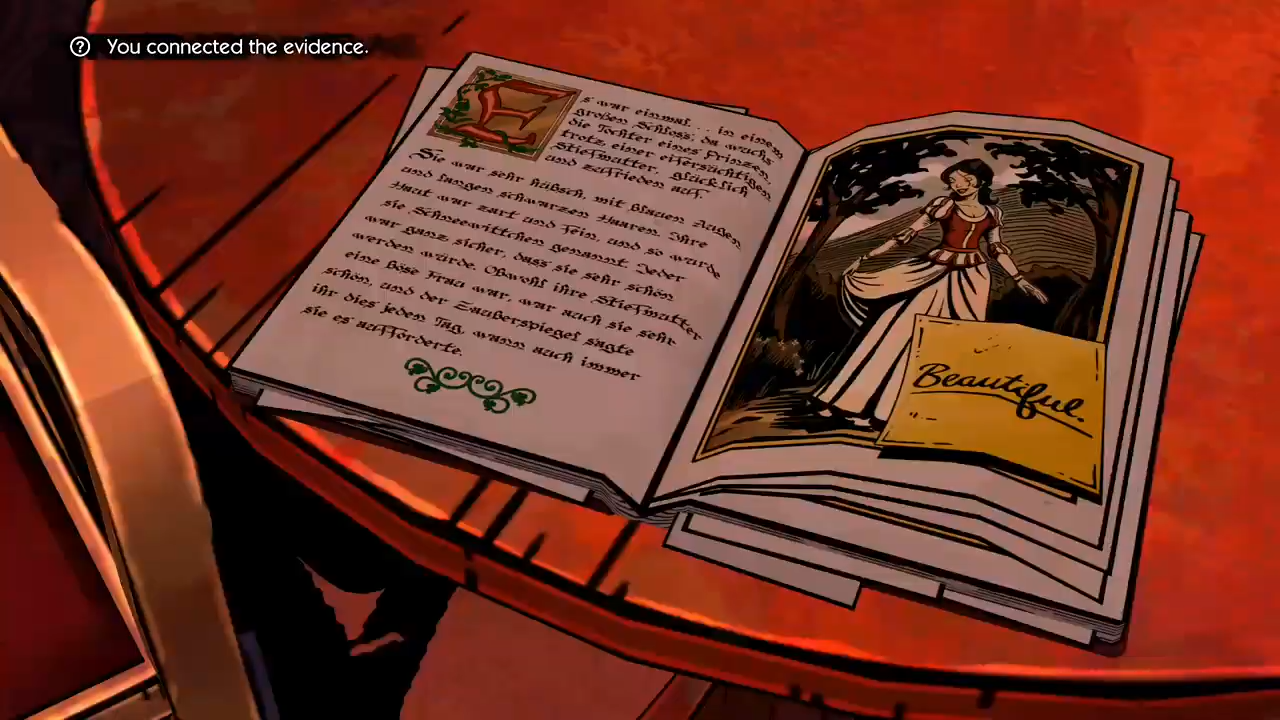 You connected the evidence.
Es war einmal... in einem
großen Schloss, da wuchs
die Tochter eines Prinzen,
trotz einer eifersüchtigen
Stiefmutter, glücklich
und zufrieden auf.
Sie war sehr hübsch, mit blauen Augen
und langen schwarzen Haaren. Ihre
Haut war zart und fein, und so wurde
sie Schneewittchen genannt. Jeder
war ganz sicher, dass sie sehr schön
werden würde. Obwohl ihre Stiefmutter
eine böse Frau war, war auch sie sehr
schön, und der Zauberspiegel sagte
ihr dies jeden Tag, wann auch immer
sie es aufforderte.
Beautiful.